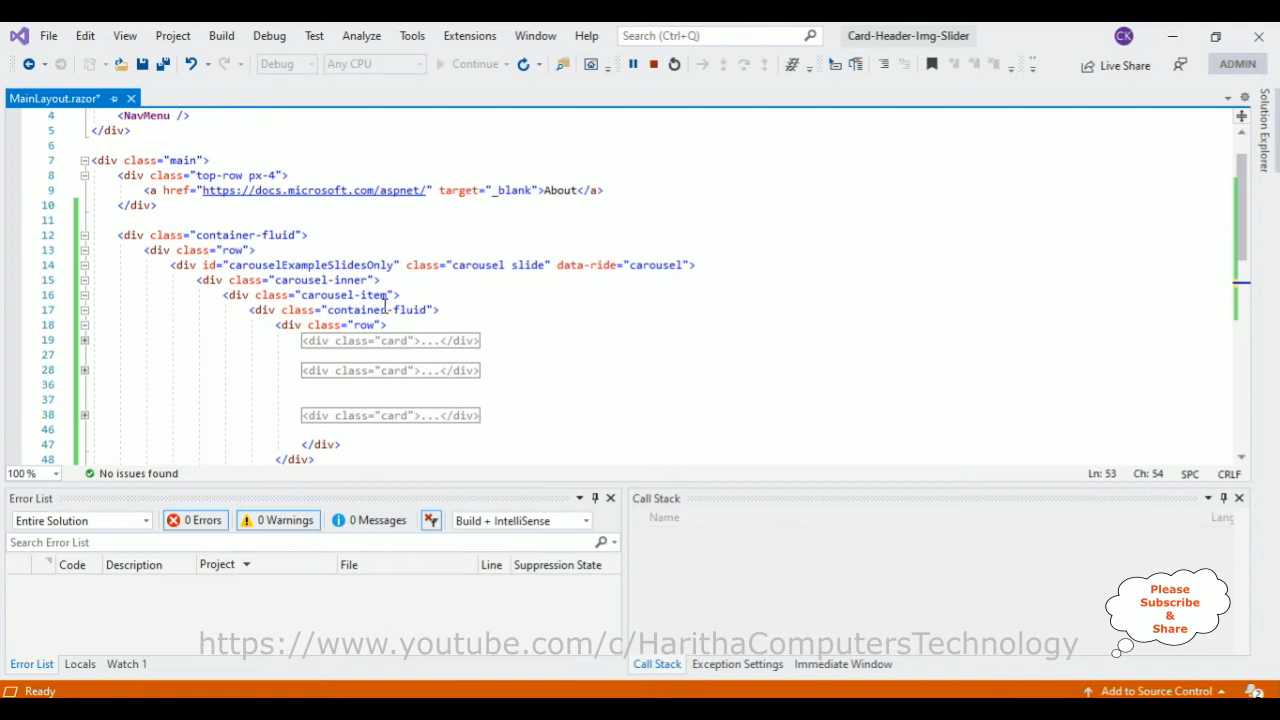 File Edit View Project Build Debug Test Analyze Tools Extensions Window Help Search (Ctrl+Q) Card-Header-Img-Slider CK
Debug Any CPU Continue Live Share ADMIN
MainLayout.razor*
4 <NavMenu />
5 </div>
6
7 <div class="main">
8 <div class="top-row px-4">
9 <a href="https://docs.microsoft.com/aspnet/" target="_blank">About</a>
10 </div>
11
12 <div class="container-fluid">
13 <div class="row">
14 <div id="carouselExampleSlidesOnly" class="carousel slide" data-ride="carousel">
15 <div class="carousel-inner">
16 <div class="carousel-item">
17 <div class="container-fluid">
18 <div class="row">
19 <div class="card">...</div>
27
28 <div class="card">...</div>
36
37
38 <div class="card">...</div>
46
47 </div>
48 </div>
Solution Explorer
100 % No issues found Ln: 53 Ch: 54 SPC CRLF
Error List
Entire Solution 0 Errors 0 Warnings 0 Messages Build + IntelliSense
Search Error List
Code Description Project File Line Suppression State
Call Stack
Name Lang
Please
Subscribe
&
Share
https://www.youtube.com/c/HarithaComputersTechnology
Error List Locals Watch 1 Call Stack Exception Settings Immediate Window
Ready Add to Source Control 2